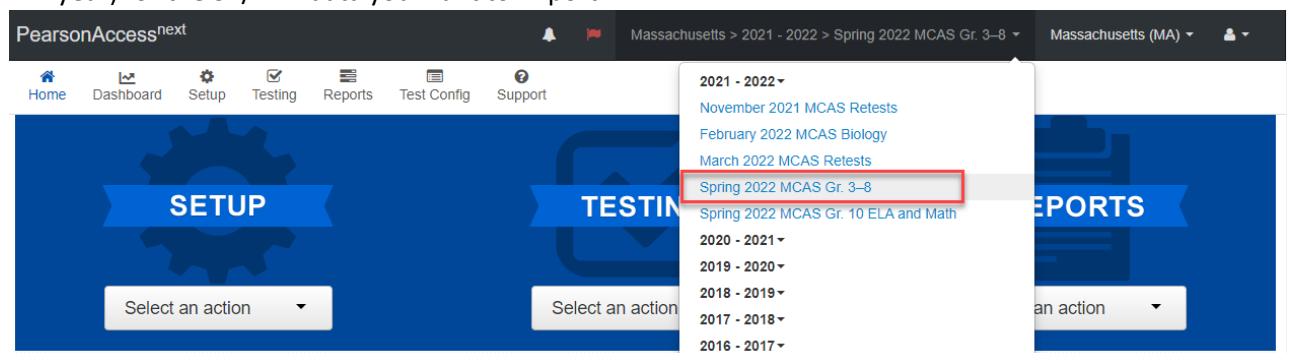 PearsonAccessnext
Massachusetts > 2021 - 2022 > Spring 2022 MCAS Gr. 3–8
Massachusetts (MA)
Home
Dashboard
Setup
Testing
Reports
Test Config
Support
2021 - 2022
November 2021 MCAS Retests
February 2022 MCAS Biology
March 2022 MCAS Retests
Spring 2022 MCAS Gr. 3–8
Spring 2022 MCAS Gr. 10 ELA and Math
2020 - 2021
2019 - 2020
2018 - 2019
2017 - 2018
2016 - 2017
SETUP
Select an action
TESTIN
Select an action
EPORTS
an action